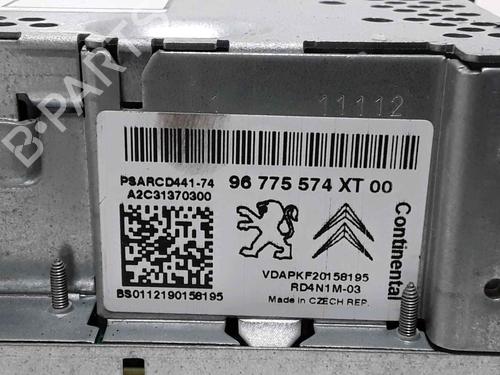 B-PARTS
11112
PSARCD441-74
A2C31370300
96 775 574 XT 00
Continental
VDAPKF20158195
RD4N1M-03
Made in CZECH REP.
BS0112190158195